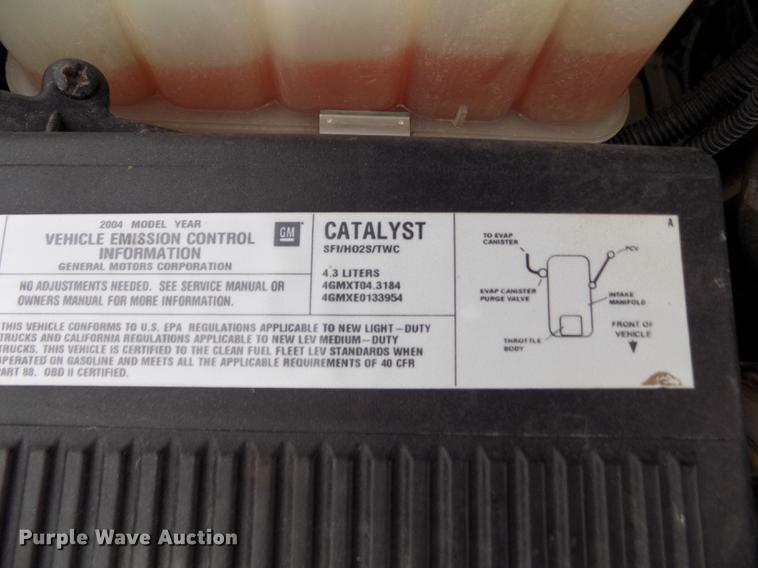 2004 MODEL YEAR
VEHICLE EMISSION CONTROL
INFORMATION
GENERAL MOTORS CORPORATION
GM
NO ADJUSTMENTS NEEDED. SEE SERVICE MANUAL OR
OWNERS MANUAL FOR MORE INFORMATION.
CATALYST
SFI/HO2S/TWC
4.3 LITERS
4GMXT04.3184
4GMXE0133954
THIS VEHICLE CONFORMS TO U.S. EPA REGULATIONS APPLICABLE TO NEW LIGHT-DUTY
TRUCKS AND CALIFORNIA REGULATIONS APPLICABLE TO NEW LEV MEDIUM-DUTY
TRUCKS. THIS VEHICLE IS CERTIFIED TO THE CLEAN FUEL FLEET LEV STANDARDS WHEN
OPERATED ON GASOLINE AND MEETS ALL THE APPLICABLE REQUIREMENTS OF 40 CFR
PART 88. OBD II CERTIFIED.
A
TO EVAP
CANISTER
PCV
EVAP CANISTER
PURGE VALVE
INTAKE
MANIFOLD
THROTTLE
BODY
FRONT OF
VEHICLE
Purple Wave Auction